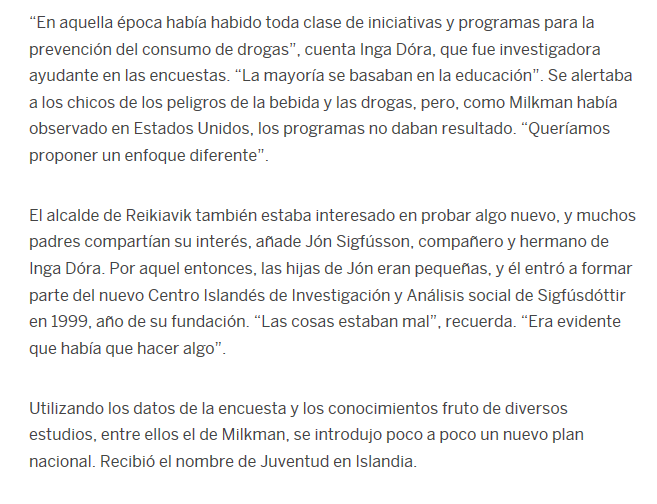 “En aquella época había habido toda clase de iniciativas y programas para la
prevención del consumo de drogas”, cuenta Inga Dóra, que fue investigadora
ayudante en las encuestas. “La mayoría se basaban en la educación”. Se alertaba
a los chicos de los peligros de la bebida y las drogas, pero, como Milkman había
observado en Estados Unidos, los programas no daban resultado. “Queríamos
proponer un enfoque diferente”.
El alcalde de Reikiavik también estaba interesado en probar algo nuevo, y muchos
padres compartían su interés, añade Jón Sigfússon, compañero y hermano de
Inga Dóra. Por aquel entonces, las hijas de Jón eran pequeñas, y él entró a formar
parte del nuevo Centro Islandés de Investigación y Análisis social de Sigfúsdóttir
en 1999, año de su fundación. “Las cosas estaban mal”, recuerda. “Era evidente
que había que hacer algo”.
Utilizando los datos de la encuesta y los conocimientos fruto de diversos
estudios, entre ellos el de Milkman, se introdujo poco a poco un nuevo plan
nacional. Recibió el nombre de Juventud en Islandia.